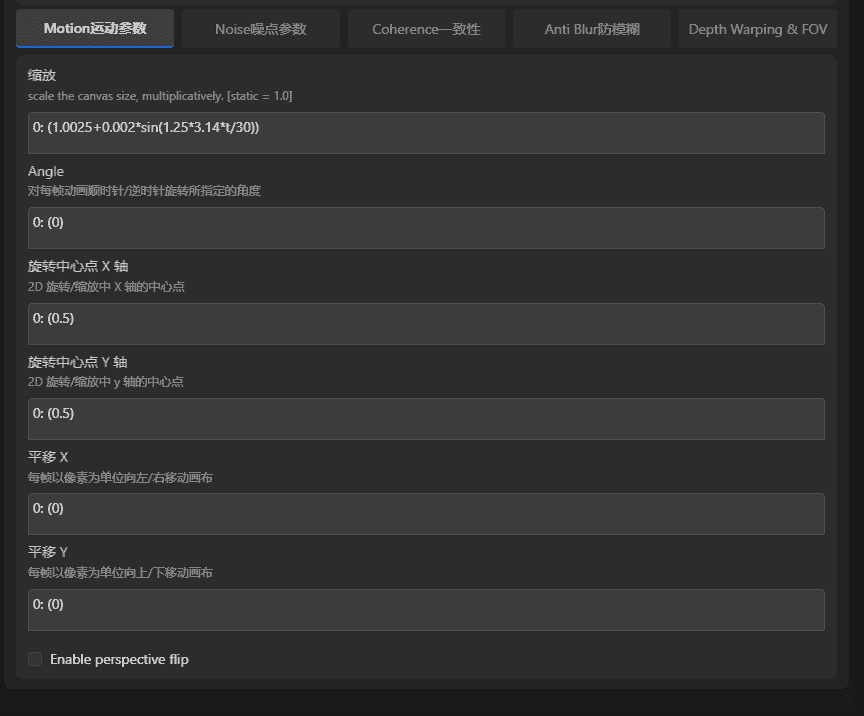 Motion运动参数
Noise噪点参数
Coherence一致性
Anti Blur防模糊
Depth Warping & FOV
缩放
scale the canvas size, multiplicatively. [static = 1.0]
0: (1.0025+0.002*sin(1.25*3.14*t/30))
Angle
对每帧动画顺时针/逆时针旋转所指定的角度
0: (0)
旋转中心点 X 轴
2D 旋转/缩放中 X 轴的中心点
0: (0.5)
旋转中心点 Y 轴
2D 旋转/缩放中 y 轴的中心点
0: (0.5)
平移 X
每帧以像素为单位向左/右移动画布
0: (0)
平移 Y
每帧以像素为单位向上/下移动画布
0: (0)
Enable perspective flip